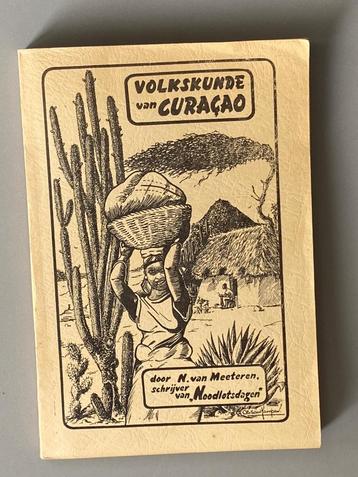 VOLKSKUNDE
van CURAÇAO
door N. van Meeteren,
schrijver
van „Noodlotsdagen"